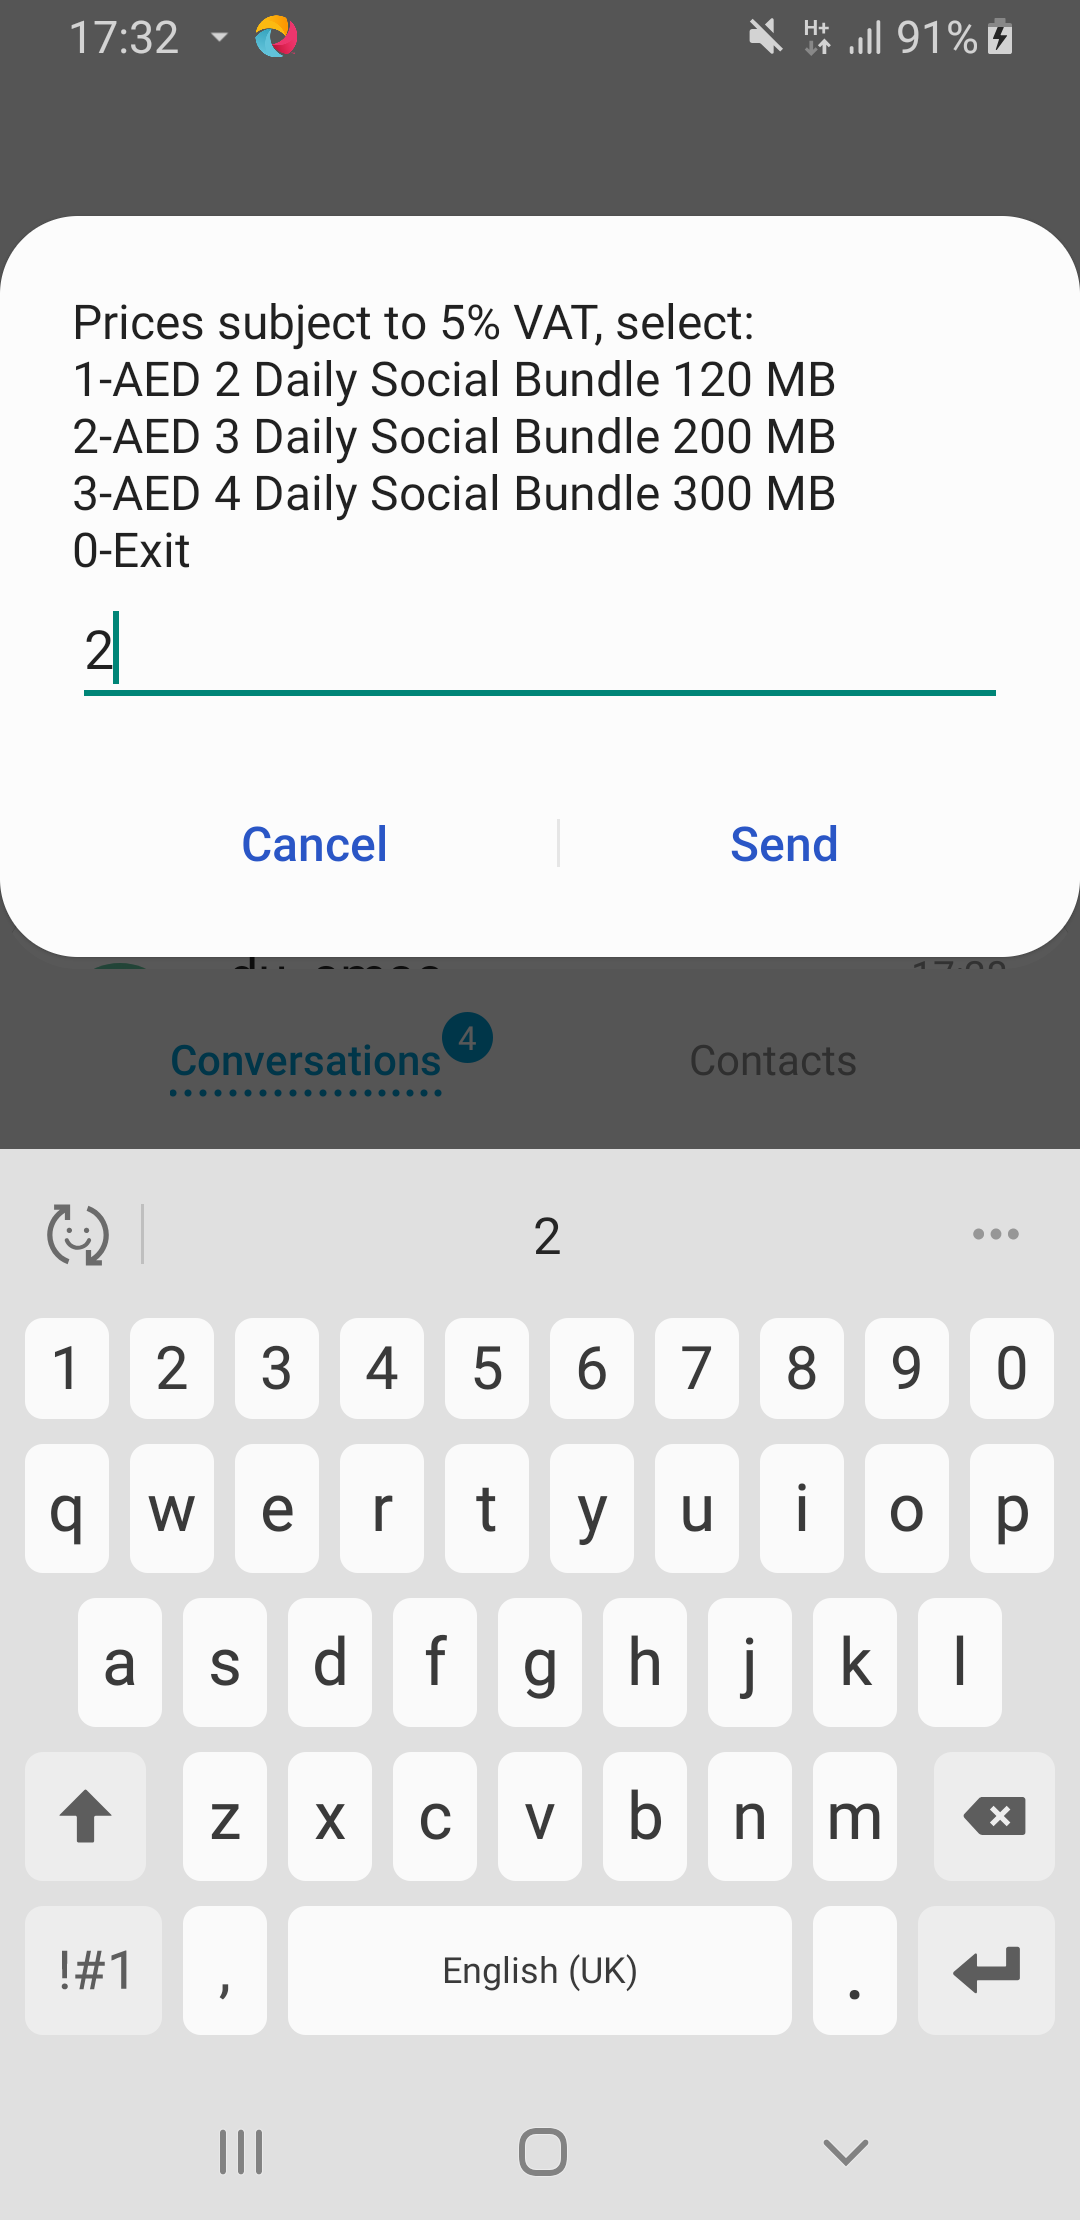 17:32 H+ 91%
Prices subject to 5% VAT, select:
1-AED 2 Daily Social Bundle 120 MB
2-AED 3 Daily Social Bundle 200 MB
3-AED 4 Daily Social Bundle 300 MB
0-Exit
2
Cancel Send
Conversations 4 Contacts
2
1 2 3 4 5 6 7 8 9 0
q w e r t y u i o p
a s d f g h j k l
z x c v b n m
!#1 , English (UK) .